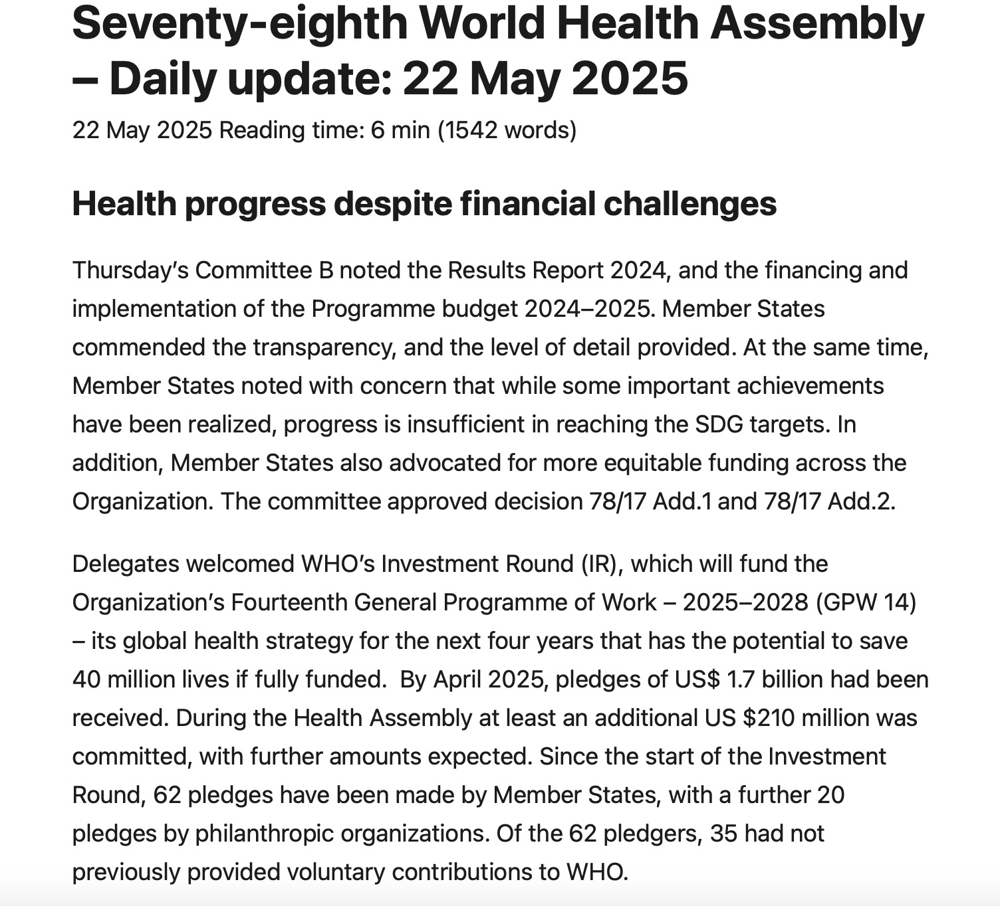 Seventy-eighth World Health Assembly
– Daily update: 22 May 2025
22 May 2025 Reading time: 6 min (1542 words)
Health progress despite financial challenges
Thursday’s Committee B noted the Results Report 2024, and the financing and
implementation of the Programme budget 2024–2025. Member States
commended the transparency, and the level of detail provided. At the same time,
Member States noted with concern that while some important achievements
have been realized, progress is insufficient in reaching the SDG targets. In
addition, Member States also advocated for more equitable funding across the
Organization. The committee approved decision 78/17 Add.1 and 78/17 Add.2.
Delegates welcomed WHO’s Investment Round (IR), which will fund the
Organization’s Fourteenth General Programme of Work – 2025–2028 (GPW 14)
– its global health strategy for the next four years that has the potential to save
40 million lives if fully funded.  By April 2025, pledges of US$ 1.7 billion had been
received. During the Health Assembly at least an additional US $210 million was
committed, with further amounts expected. Since the start of the Investment
Round, 62 pledges have been made by Member States, with a further 20
pledges by philanthropic organizations. Of the 62 pledgers, 35 had not
previously provided voluntary contributions to WHO.